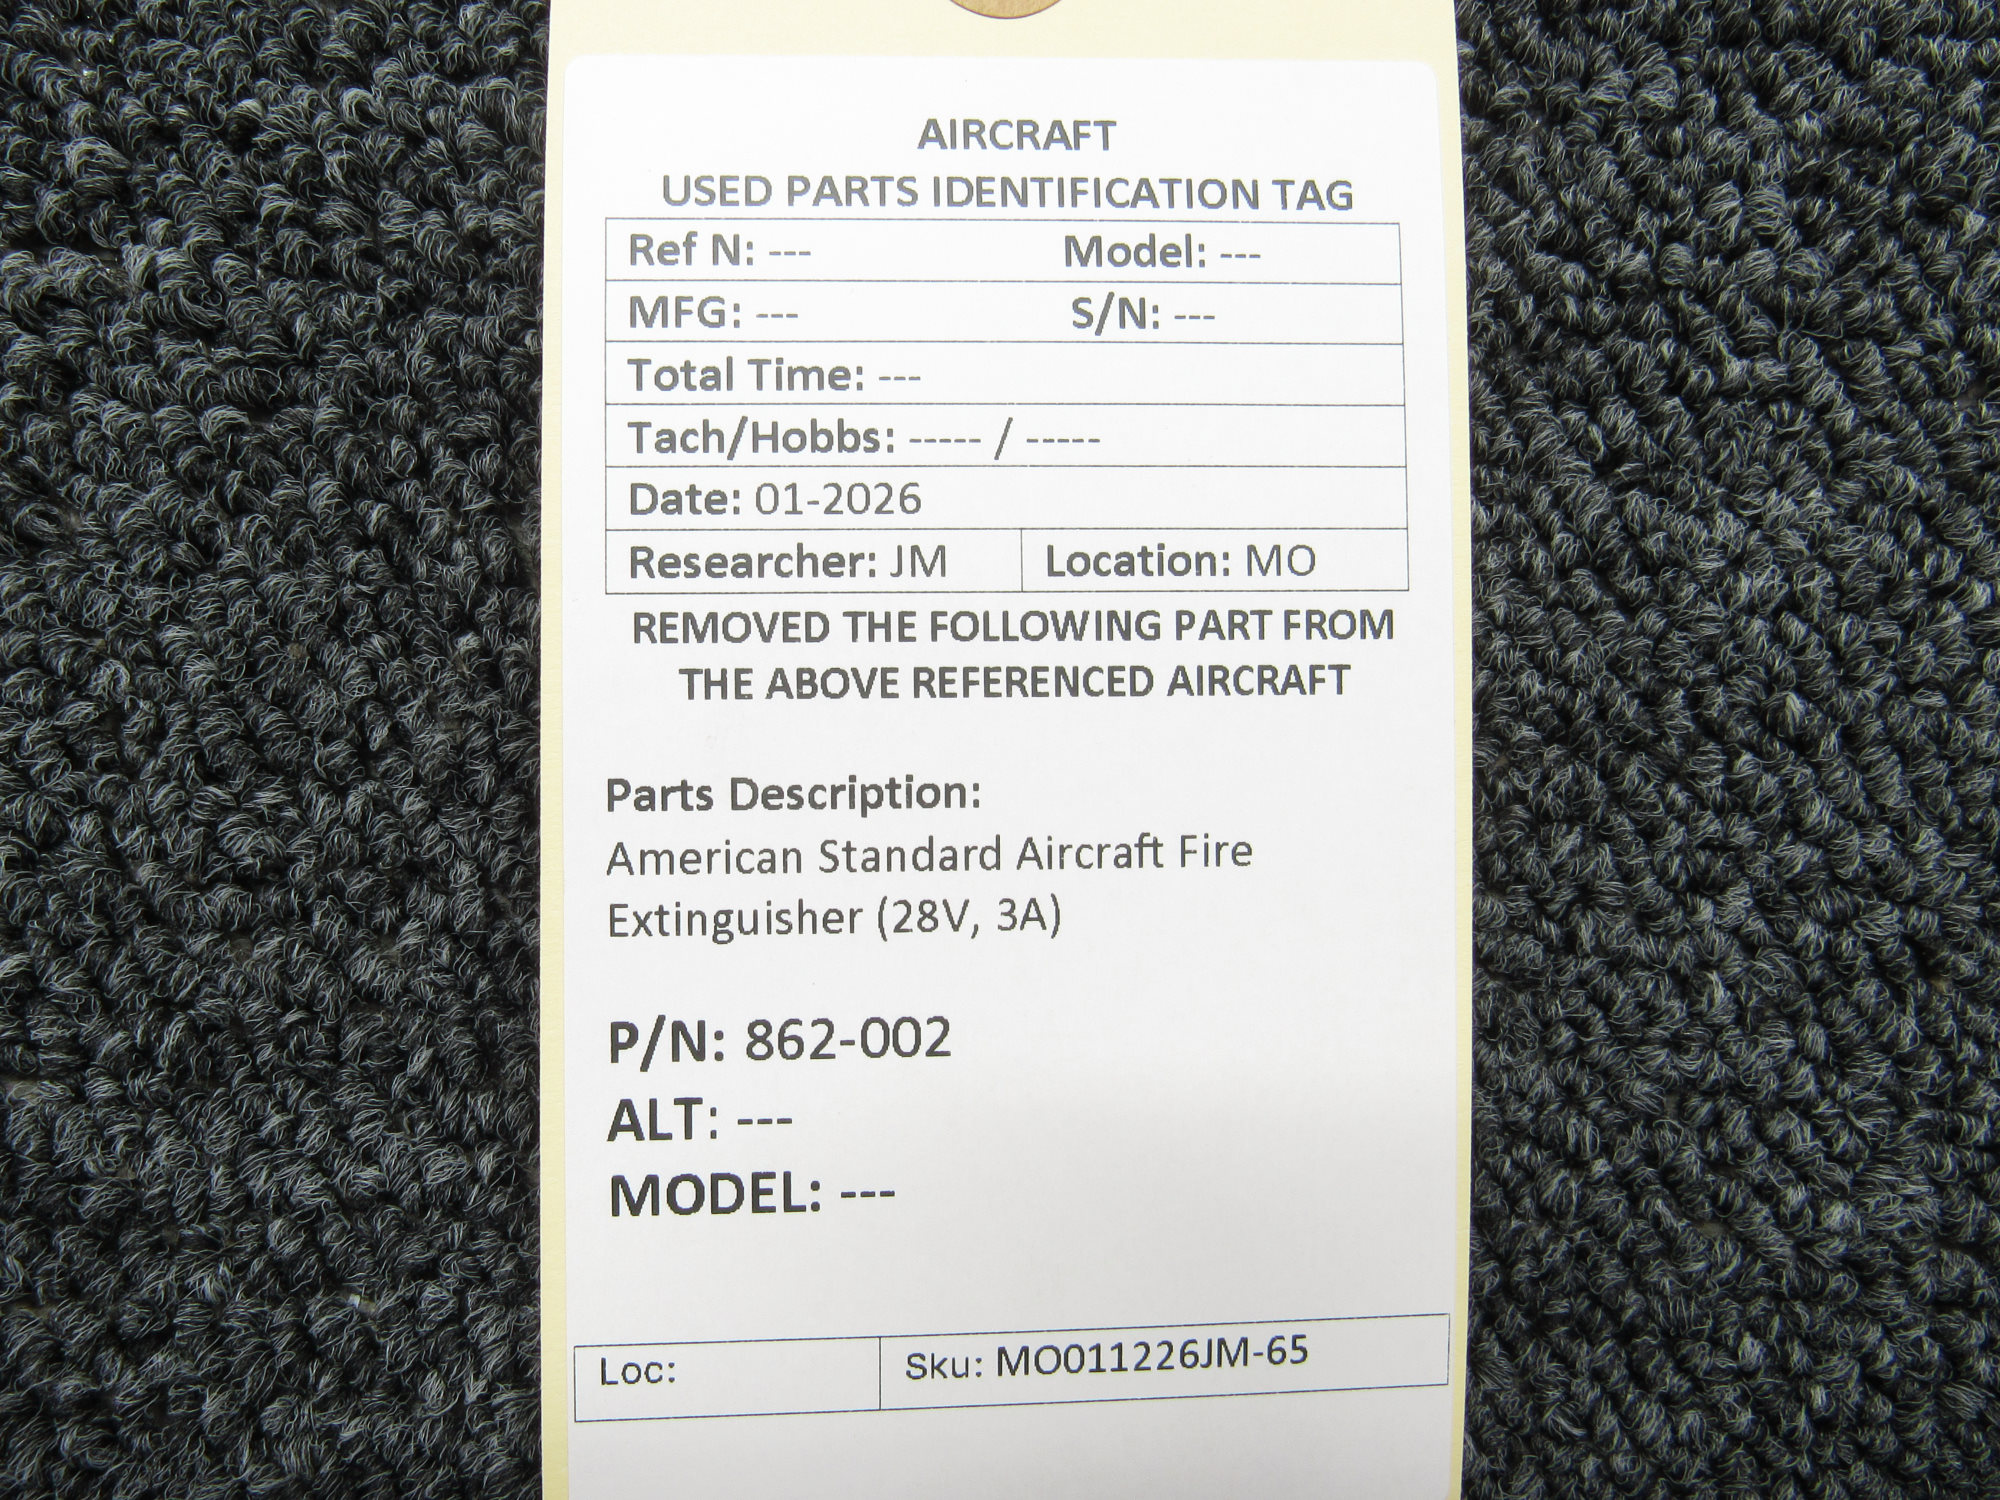 AIRCRAFT
USED PARTS IDENTIFICATION TAG
Ref N: --- Model: ---
MFG: --- S/N: ---
Total Time: ---
Tach/Hobbs: ----- / -----
Date: 01-2026
Researcher: JM Location: MO
REMOVED THE FOLLOWING PART FROM
THE ABOVE REFERENCED AIRCRAFT
Parts Description:
American Standard Aircraft Fire
Extinguisher (28V, 3A)
P/N: 862-002
ALT: ---
MODEL: ---
Loc: Sku: MO011226JM-65